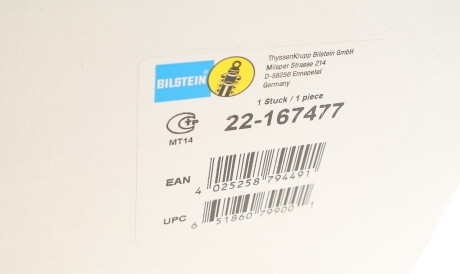 BILSTEIN
ThyssenKrupp Bilstein GmbH
Milsper Strasse 214
D-58256 Ennepetal
Germany
1 Stuck / 1 piece
22-167477
MT14
EAN
4 025258 794491
UPC
6 51860 79900 1